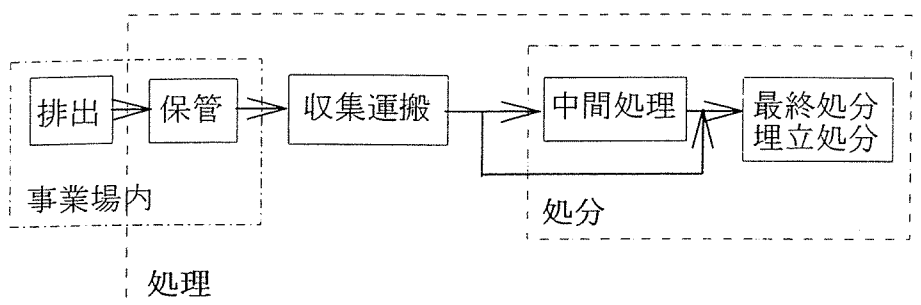 排出
保管
収集運搬
中間処理
最終処分
埋立処分
事業場内
処分
処理